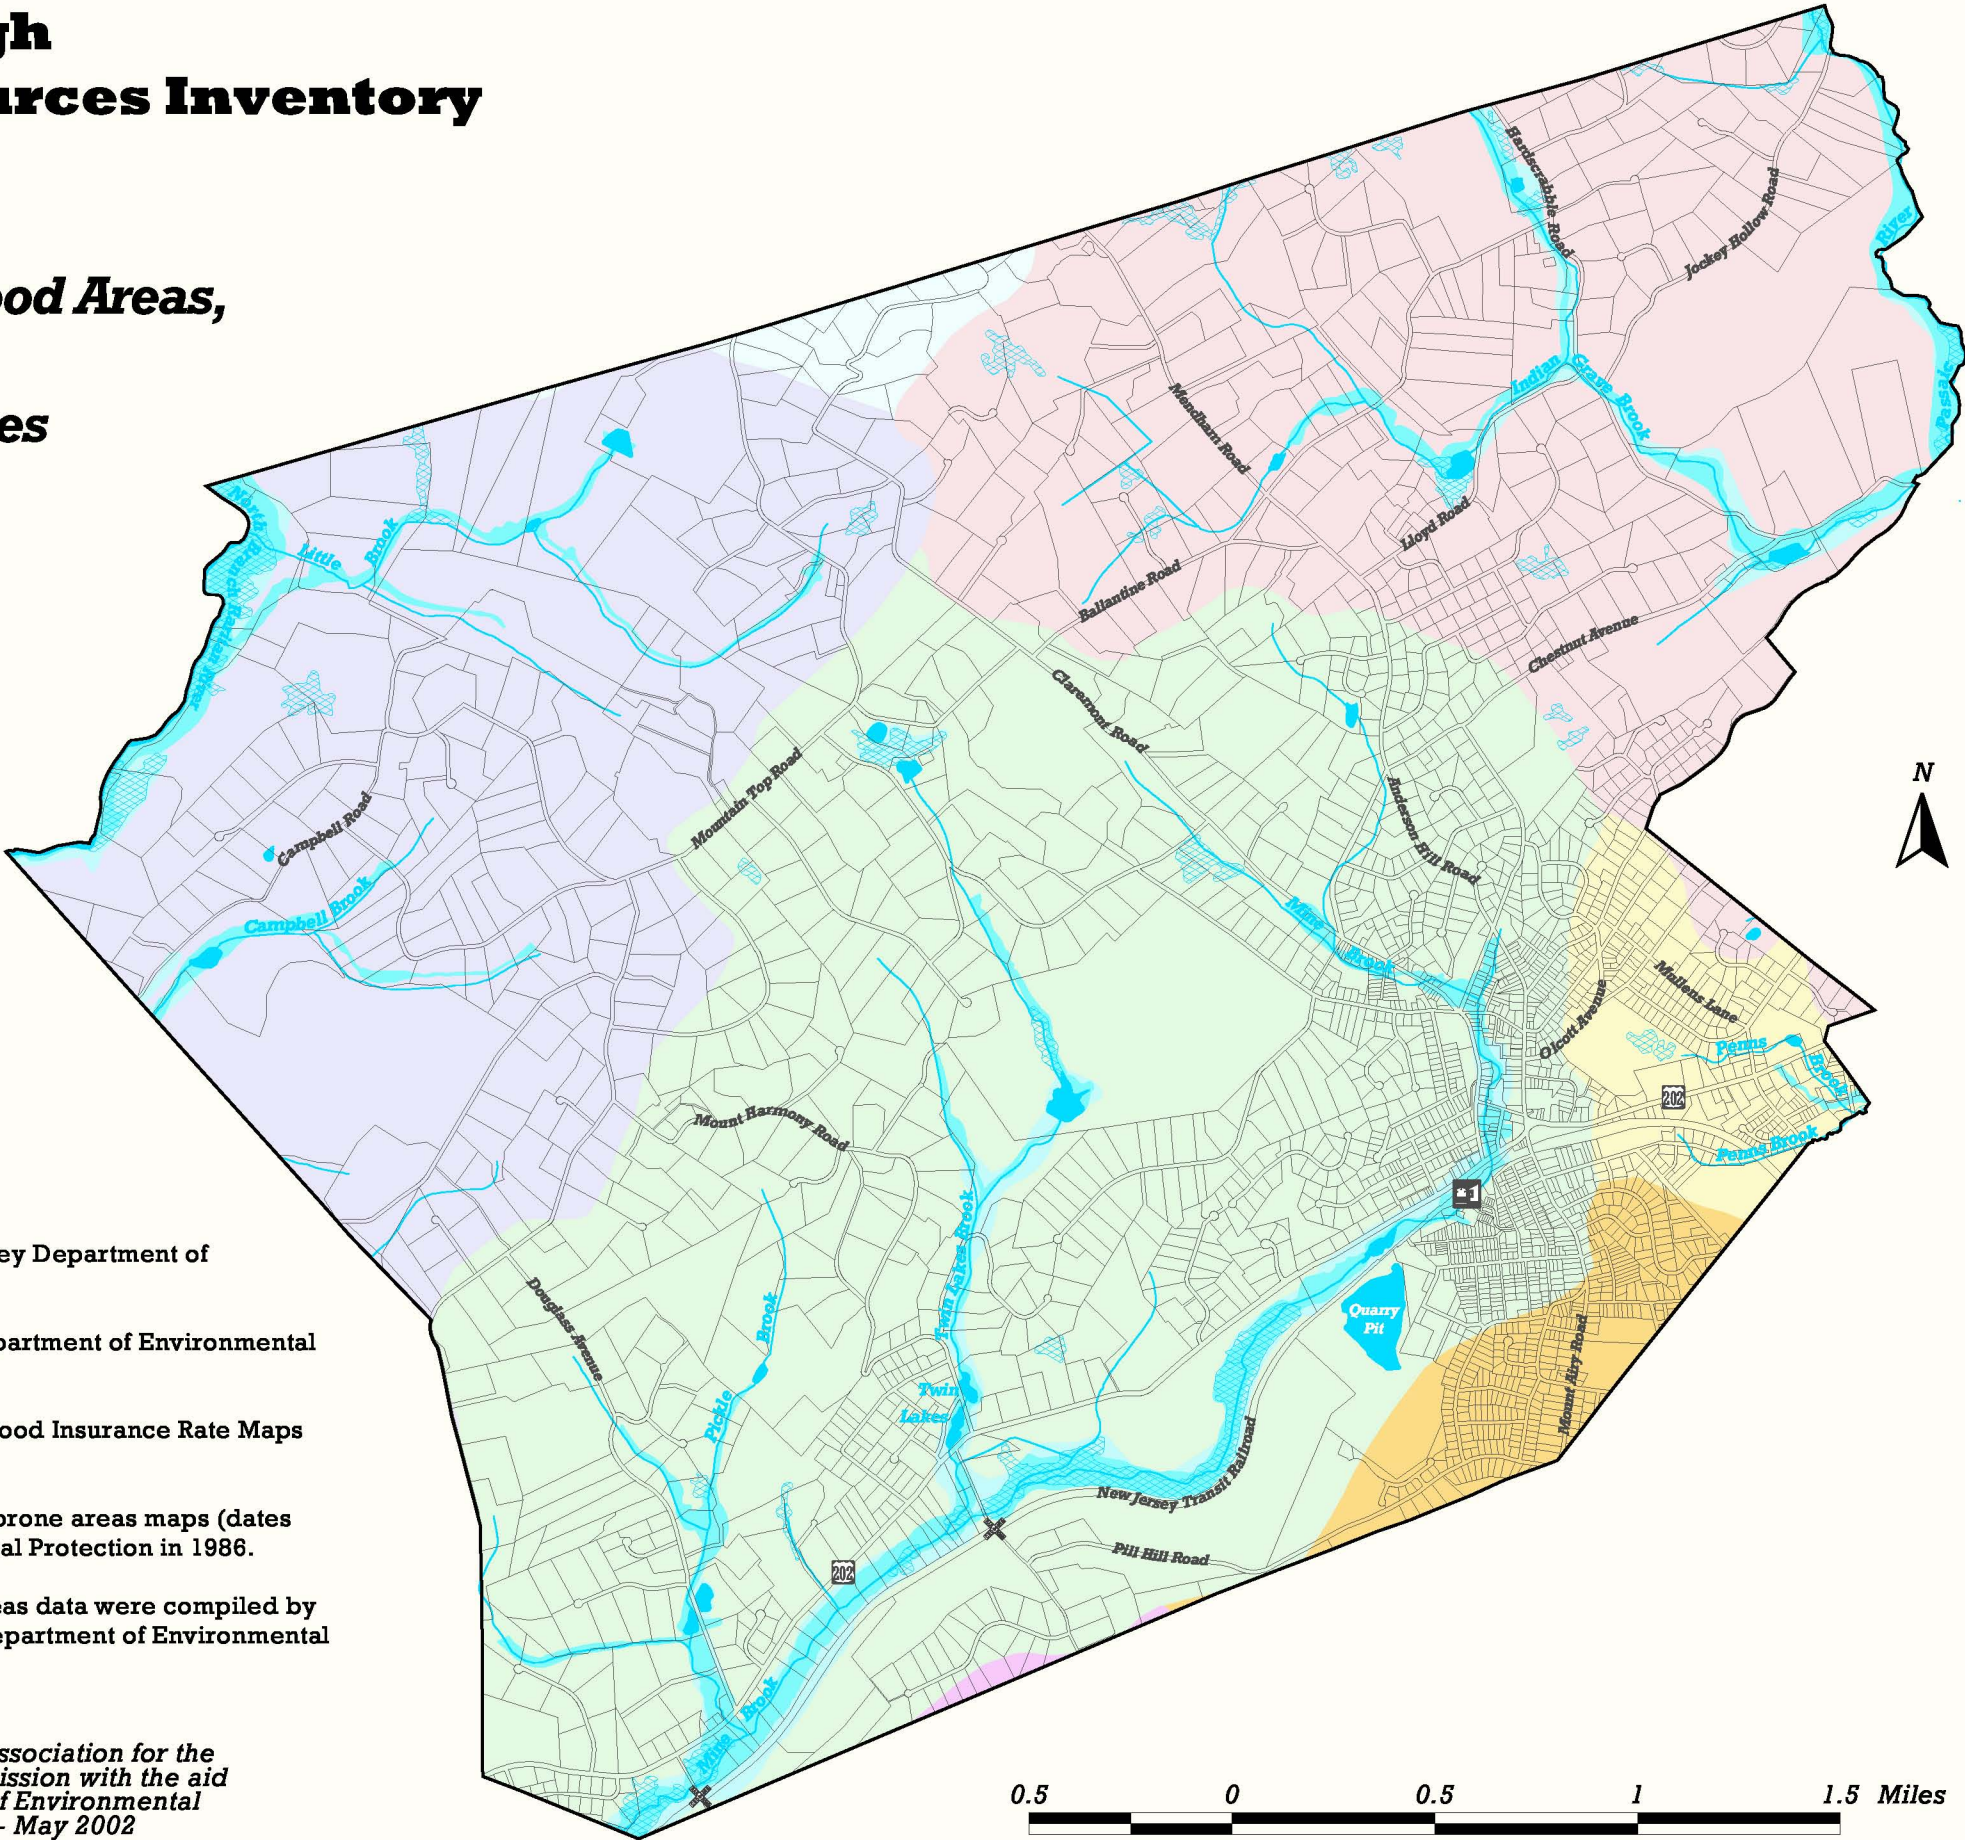 gh
urces Inventory
ood Areas,
es
ey Department of
partment of Environmental
ood Insurance Rate Maps
prone areas maps (dates
al Protection in 1986.
eas data were compiled by
epartment of Environmental
ssociation for the
ission with the aid
f Environmental
- May 2002
Hardscrabble Road
Jockey Hollow Road
River
Passaic
Indian
Grave Brook
Mendham Road
Lloyd Road
Ballantine Road
Chestnut Avenue
North
Branch Raritan River
Little
Brook
Claremont Road
Mountain Top Road
Anderson Hill Road
Campbell Road
Campbell Brook
Mine
Brook
Mullens Lane
Olcott Avenue
Penns
Brook
202
Penns Brook
Mount Harmony Road
Twin Lakes Brook
Douglass Avenue
Brook
Pickle
Quarry
Pit
Mount Airy Road
Twin
Lakes
New Jersey Transit Railroad
Pill Hill Road
202
Brook
Mine
N
0.5 0 0.5 1 1.5 Miles